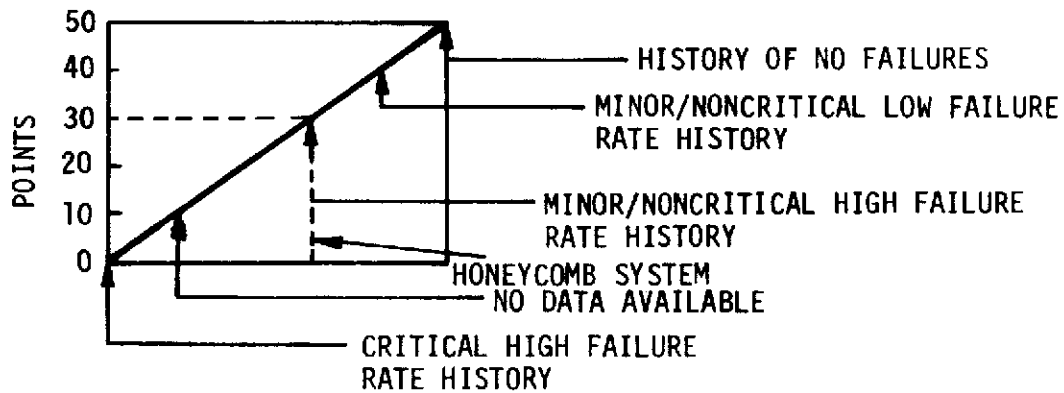 50
40
30
20
10
0
POINTS
HISTORY OF NO FAILURES
MINOR/NONCRITICAL LOW FAILURE
RATE HISTORY
MINOR/NONCRITICAL HIGH FAILURE
RATE HISTORY
HONEYCOMB SYSTEM
NO DATA AVAILABLE
CRITICAL HIGH FAILURE
RATE HISTORY